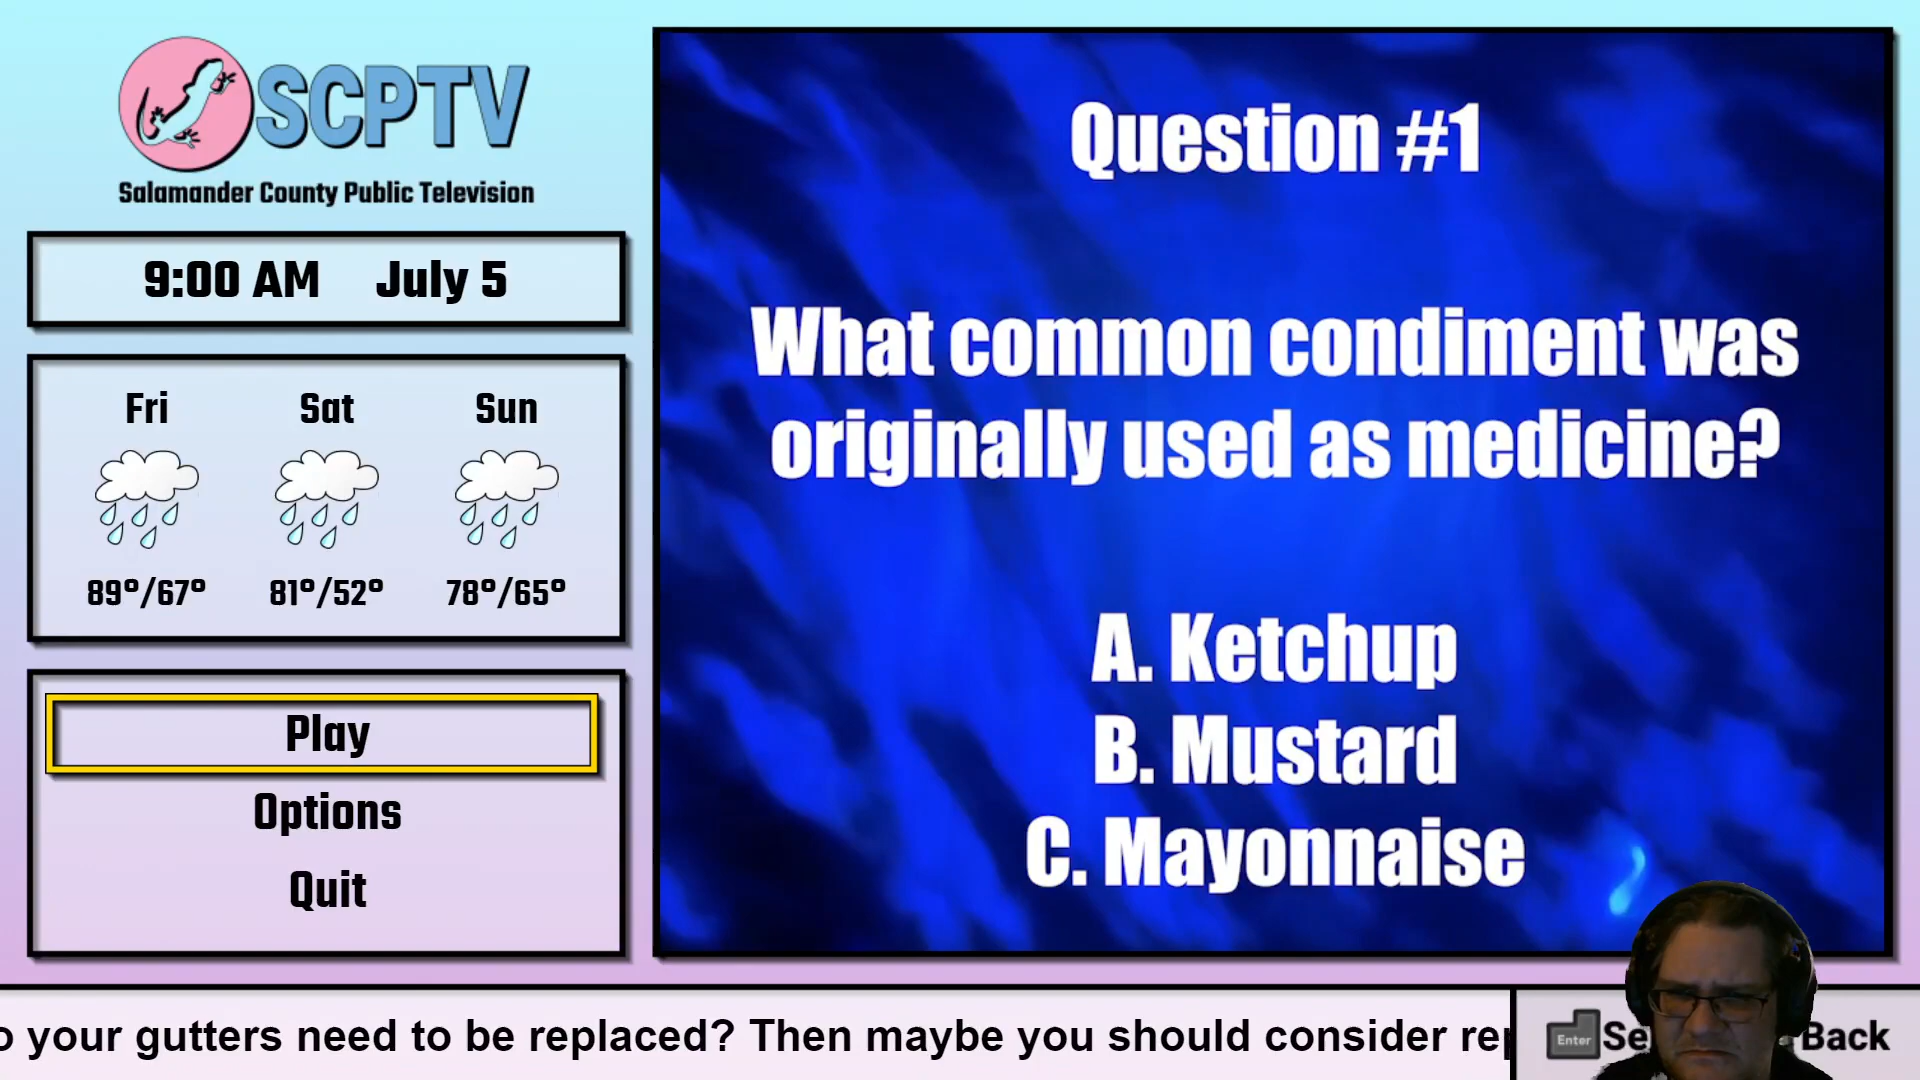 SCPTV
Salamander County Public Television
9:00 AM July 5
Fri Sat Sun
89°/67° 81°/52° 78°/65°
Play
Options
Quit
Question #1
What common condiment was
originally used as medicine?
A. Ketchup
B. Mustard
C. Mayonnaise
your gutters need to be replaced? Then maybe you should consider
Enter Back